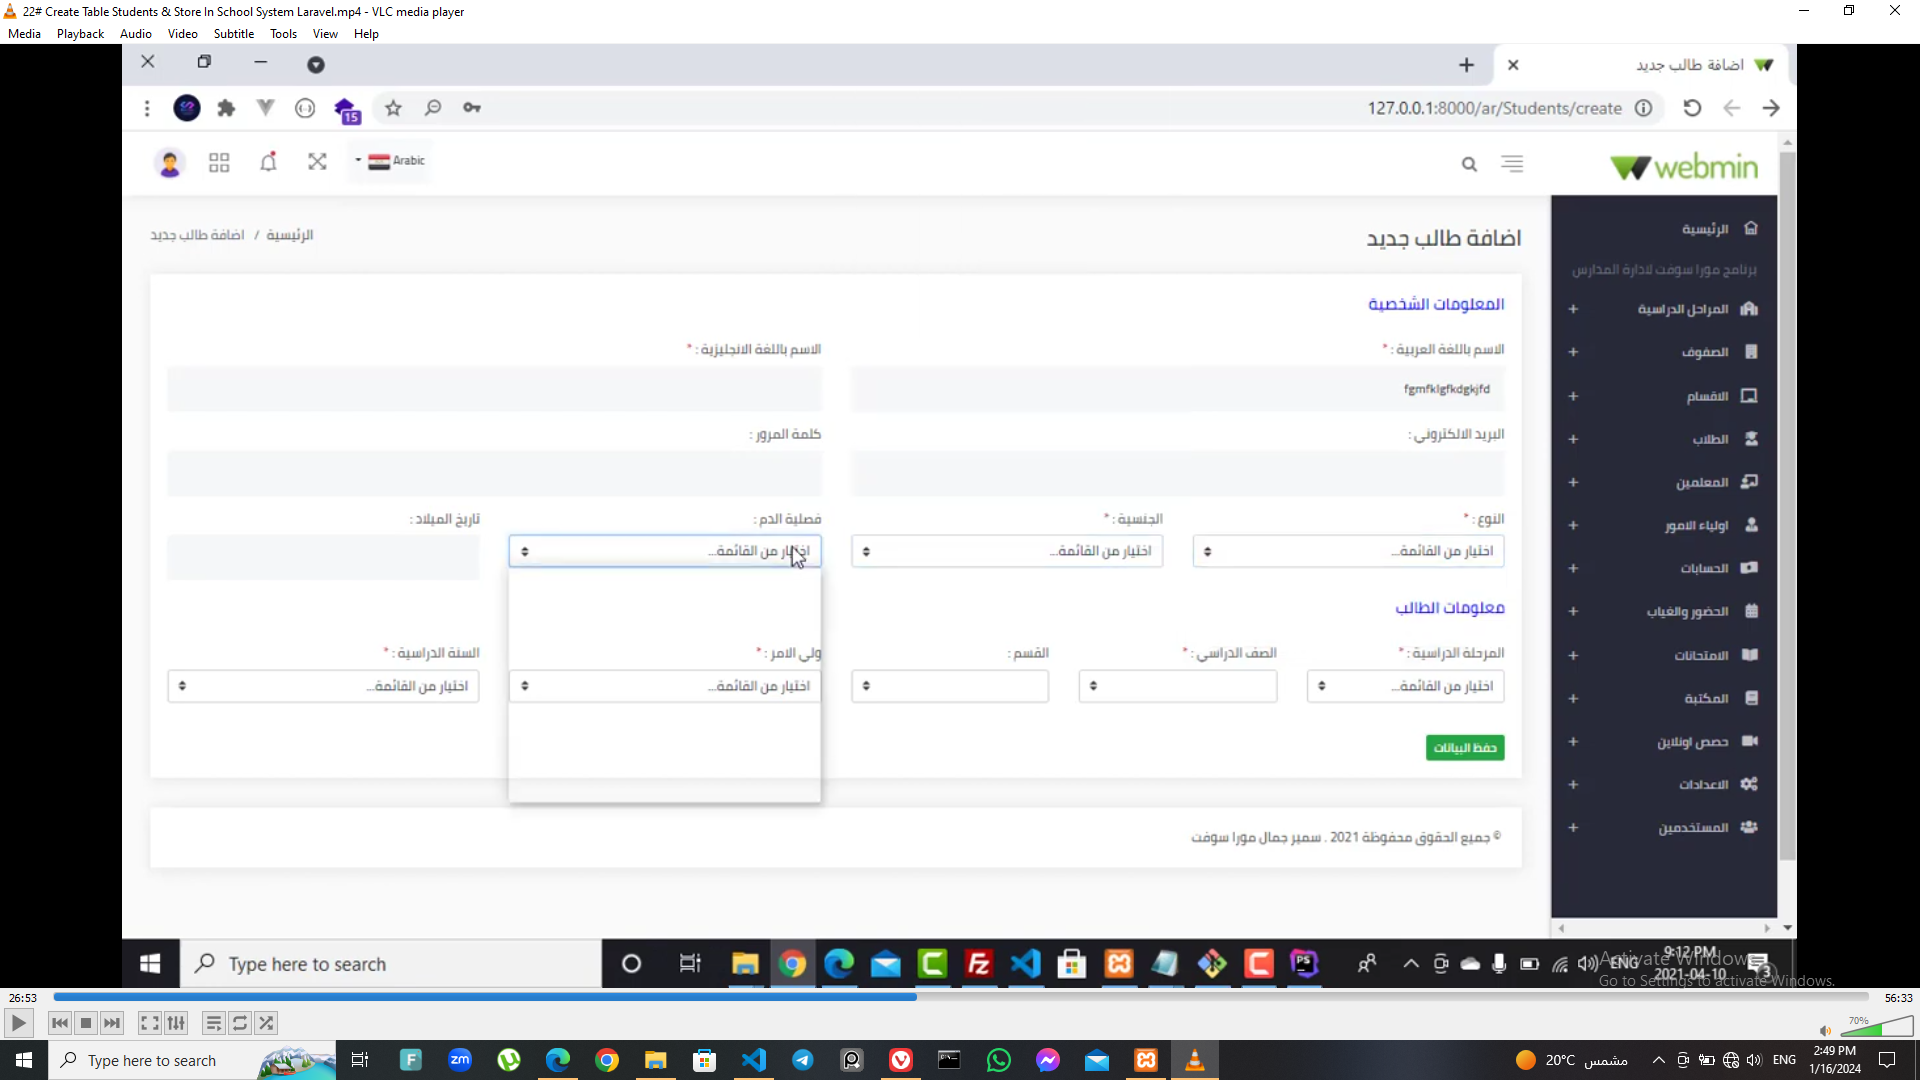 22# Create Table Students & Store In School System Laravel.mp4 - VLC media player
Media Playback Audio Video Subtitle Tools View Help
اضافة طالب جديد
127.0.0.1:8000/ar/Students/create
15
Arabic
webmin
الرئيسية
برنامج مورا سوفت لادارة المدارس
المراحل الدراسية
الصفوف
الاقسام
الطلاب
المعلمين
اولياء الامور
الحسابات
الحضور والغياب
الامتحانات
المكتبة
حصص اونلاين
الاعدادات
المستخدمين
اضافة طالب جديد
الرئيسية / اضافة طالب جديد
المعلومات الشخصية
الاسم باللغة العربية : *
الاسم باللغة الانجليزية : *
fgmfklgfkdgkjfd
البريد الالكتروني :
كلمة المرور :
النوع : *
الجنسية : *
فصلية الدم :
تاريخ الميلاد :
اختيار من القائمة...
اختيار من القائمة...
اختيار من القائمة...
معلومات الطالب
المرحلة الدراسية : *
الصف الدراسي : *
القسم :
ولي الامر : *
السنة الدراسية : *
اختيار من القائمة...
اختيار من القائمة...
اختيار من القائمة...
حفظ البيانات
© جميع الحقوق محفوظة 2021 . سمير جمال مورا سوفت
Type here to search
ENG
9:12 PM
2021-04-10
3
Activate Windows
Go to Settings to activate Windows.
26:53
56:33
70%
Type here to search
20°C مشمس
ENG
2:49 PM
1/16/2024